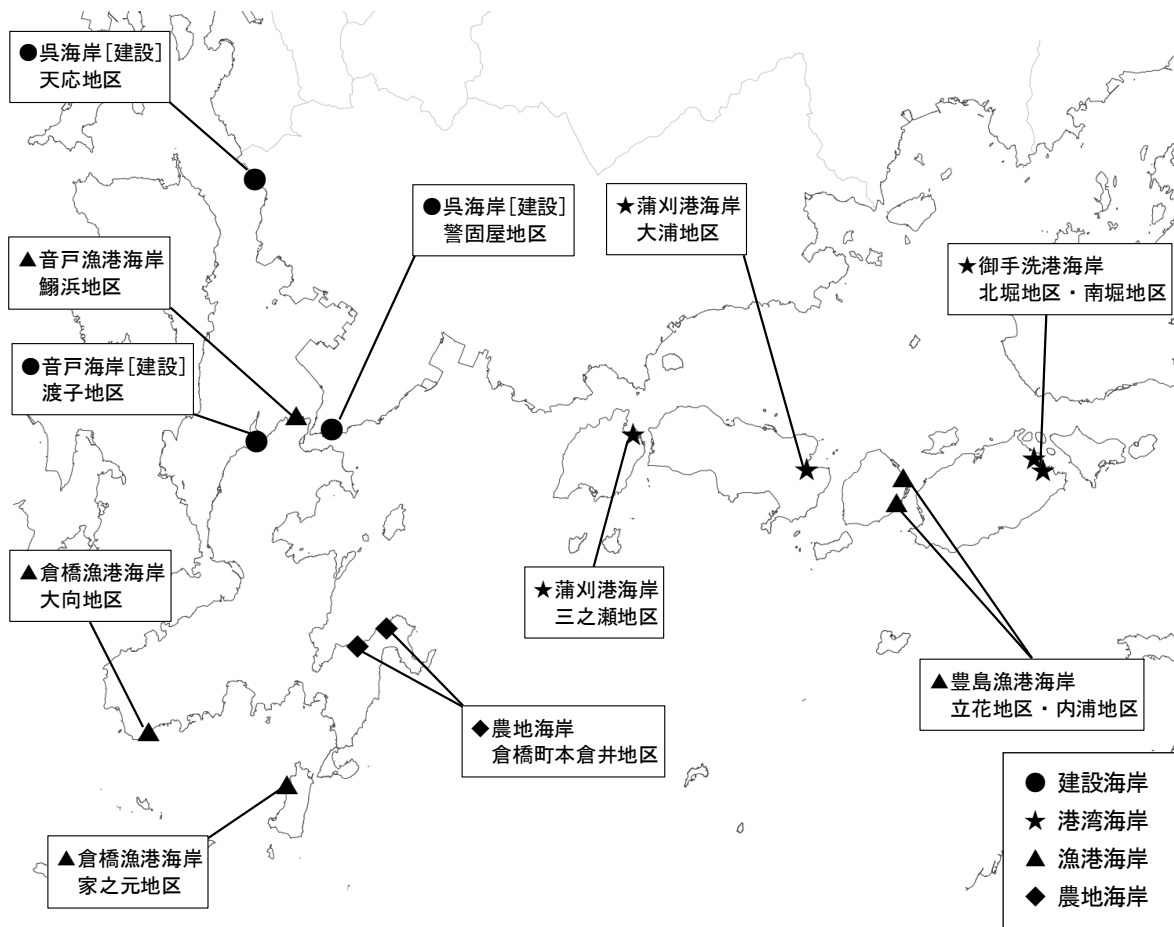 ●呉海岸[建設]
天応地区
●呉海岸[建設]
警固屋地区
★蒲刈港海岸
大浦地区
▲音戸漁港海岸
鰯浜地区
★御手洗港海岸
北堀地区・南堀地区
●音戸海岸[建設]
渡子地区
▲倉橋漁港海岸
大向地区
★蒲刈港海岸
三之瀬地区
▲豊島漁港海岸
立花地区・内浦地区
◆農地海岸
倉橋町本倉井地区
▲倉橋漁港海岸
家之元地区
● 建設海岸
★ 港湾海岸
▲ 漁港海岸
◆ 農地海岸